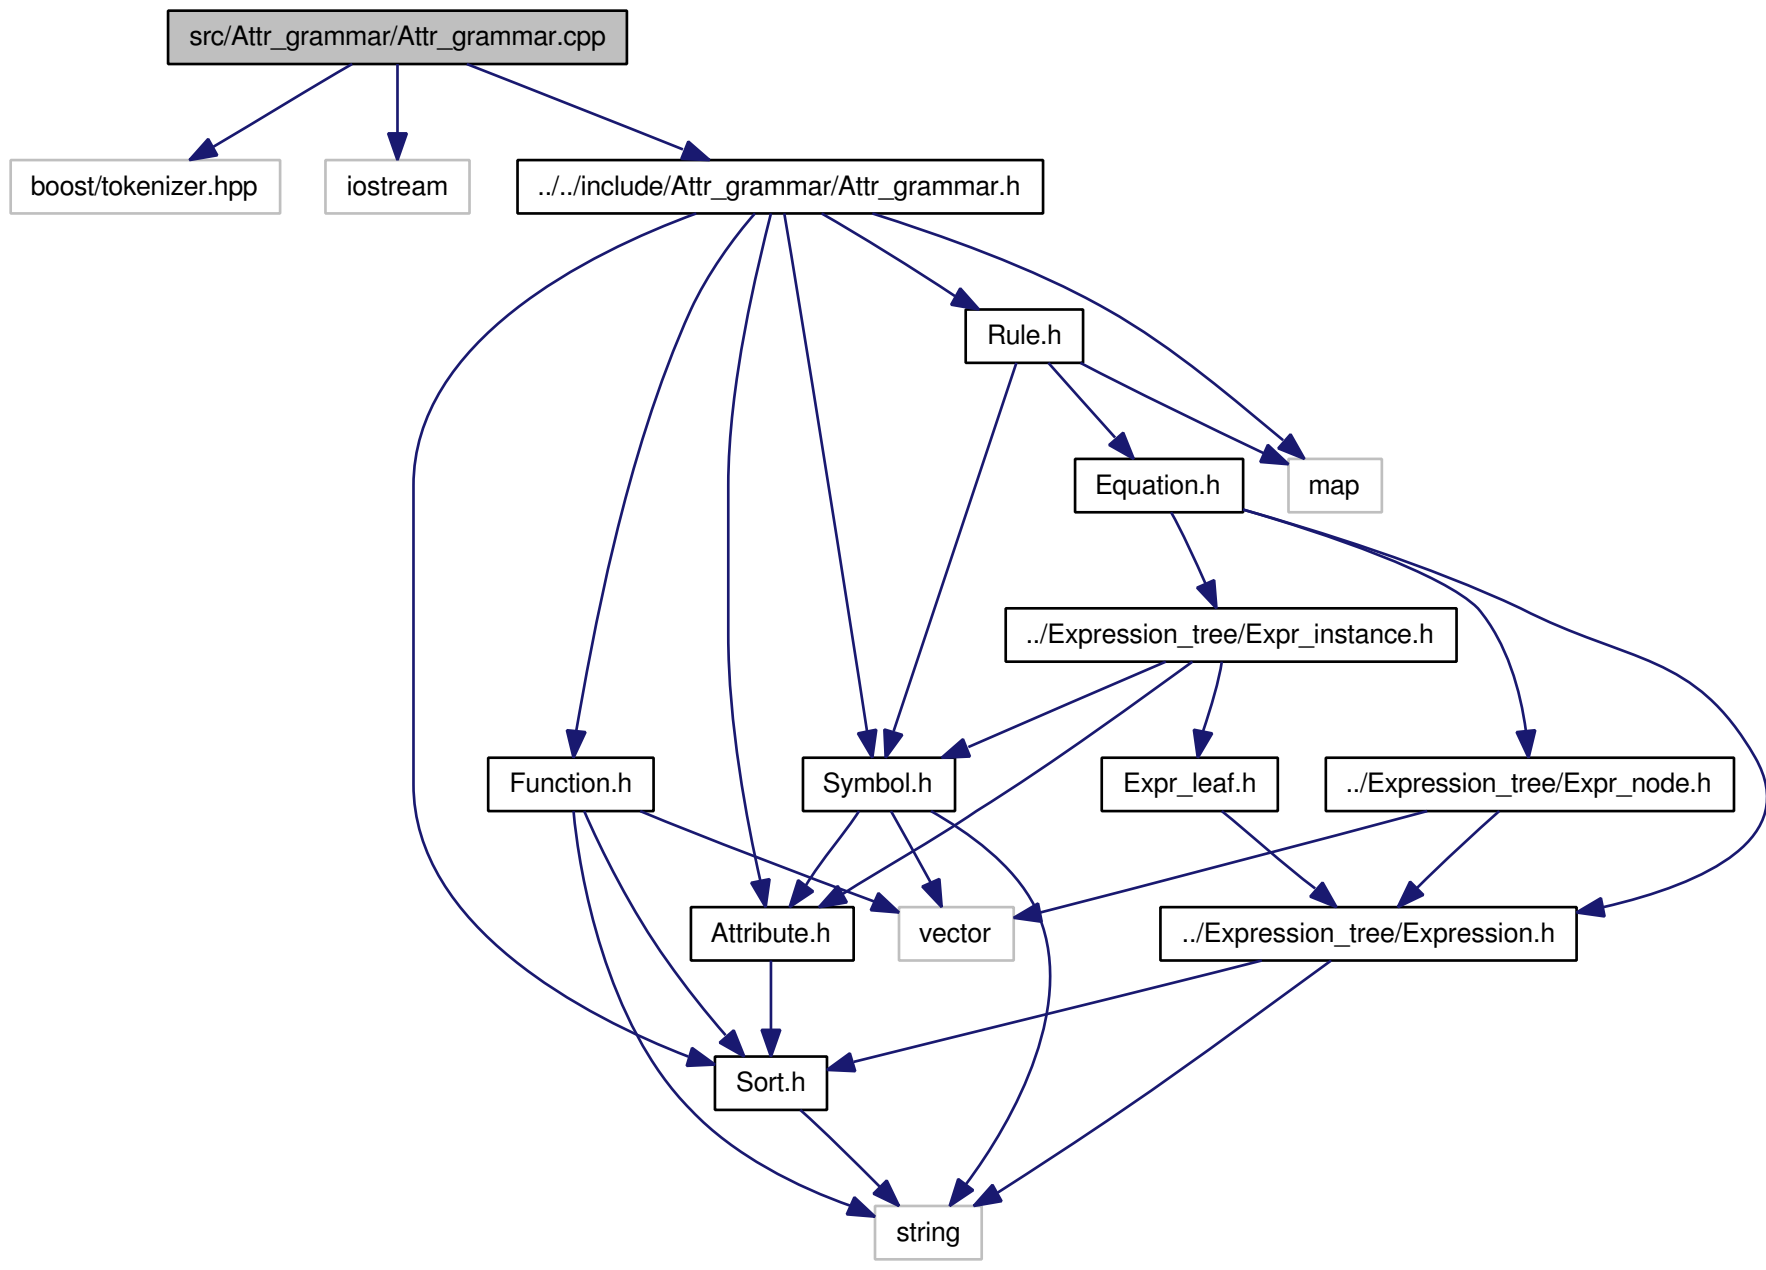 src/Attr_grammar/Attr_grammar.cpp
boost/tokenizer.hpp
iostream
../../include/Attr_grammar/Attr_grammar.h
Rule.h
Equation.h
map
../Expression_tree/Expr_instance.h
Function.h
Symbol.h
Expr_leaf.h
../Expression_tree/Expr_node.h
Attribute.h
vector
../Expression_tree/Expression.h
Sort.h
string